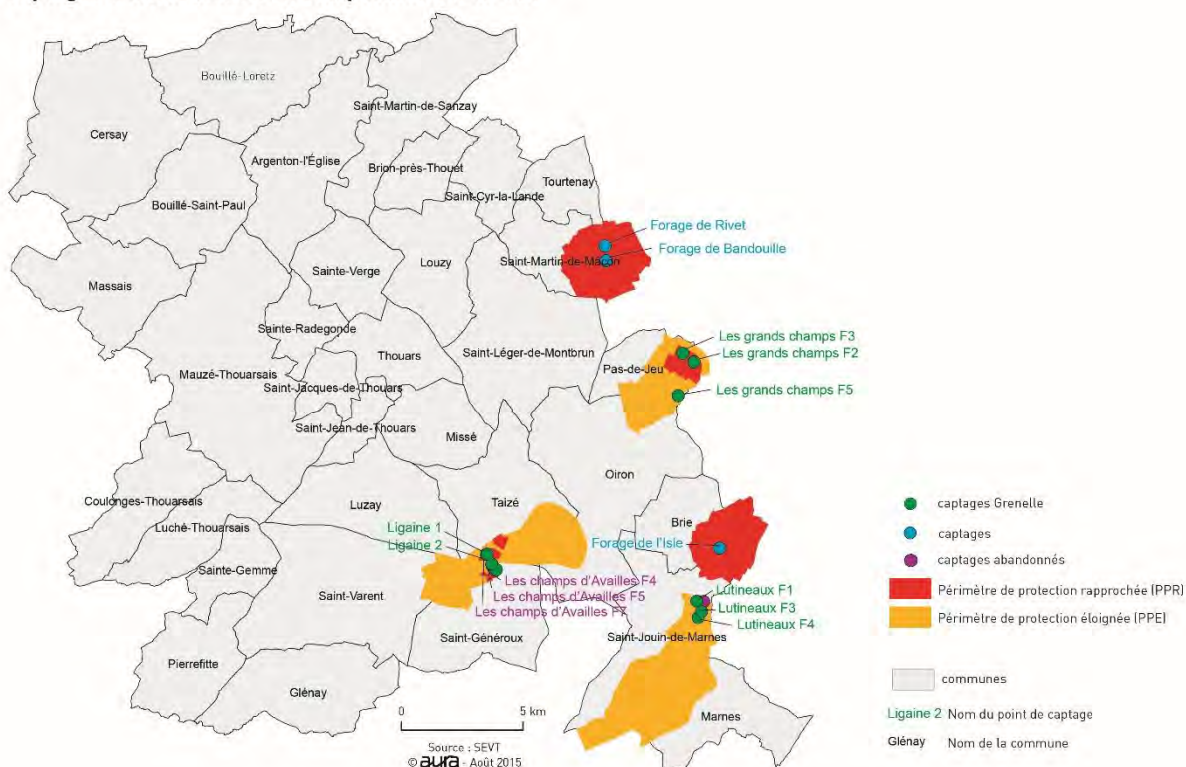 Bouillé-Loretz
Saint-Martin-de-Sanzay
Cersay
Argenton-l'Église
Brion-près-Thouet
Tourtenay
Saint-Cyr-la-Lande
Bouillé-Saint-Paul
Forage de Rivet
Forage de Bandouille
Louzy
Saint-Martin-de-Macon
Sainte-Verge
Massais
Sainte-Radegonde
Les grands champs F3
Les grands champs F2
Thouars
Saint-Léger-de-Montbrun
Pas-de-Jeu
Mauzé-Thouarsais
Saint-Jacques-de-Thouars
Les grands champs F5
Saint-Jean-de-Thouars
Missé
Oiron
Coulonges-Thouarsais
Luzay
Taizé
captages Grenelle
Luché-Thouarsais
Ligaine 1
Brie
captages
Ligaine 2
Forage de l'Isle
captages abandonnés
Sainte-Gemme
Les champs d'Availles F4
Lutineaux F1
Périmètre de protection rapprochée (PPR)
Saint-Varent
Les champs d'Availles F5
Lutineaux F3
Les champs d'Availles F7
Lutineaux F4
Périmètre de protection éloignée (PPE)
Saint-Généroux
Saint-Jouin-de-Marnes
Pierrefitte
communes
Glénay
Marnes
0 5 km
Ligaine 2 Nom du point de captage
Source : SEVT
Glénay Nom de la commune
© aura - Août 2015